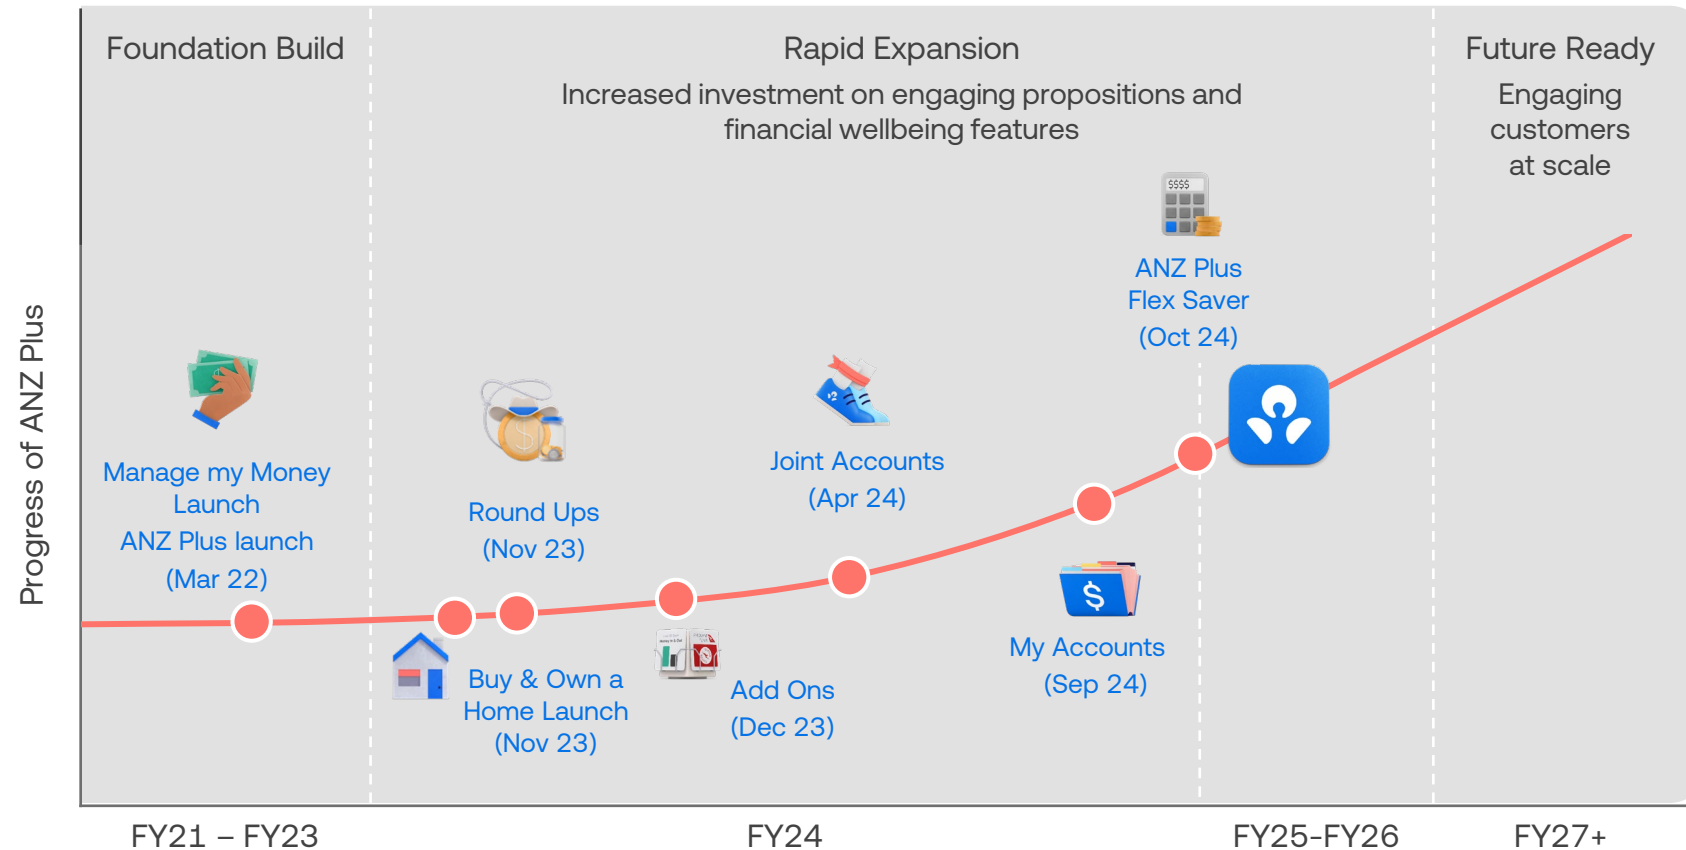 Foundation Build
Rapid Expansion
Future Ready
Increased investment on engaging propositions and
financial wellbeing features
Engaging
customers
at scale
$$$$
ANZ Plus
Flex Saver
(Oct 24)
Manage my Money
Launch
ANZ Plus launch
(Mar 22)
Round Ups
(Nov 23)
Joint Accounts
(Apr 24)
Buy & Own a
Home Launch
(Nov 23)
Add Ons
(Dec 23)
$
My Accounts
(Sep 24)
Progress of ANZ Plus
FY21 – FY23
FY24
FY25-FY26
FY27+